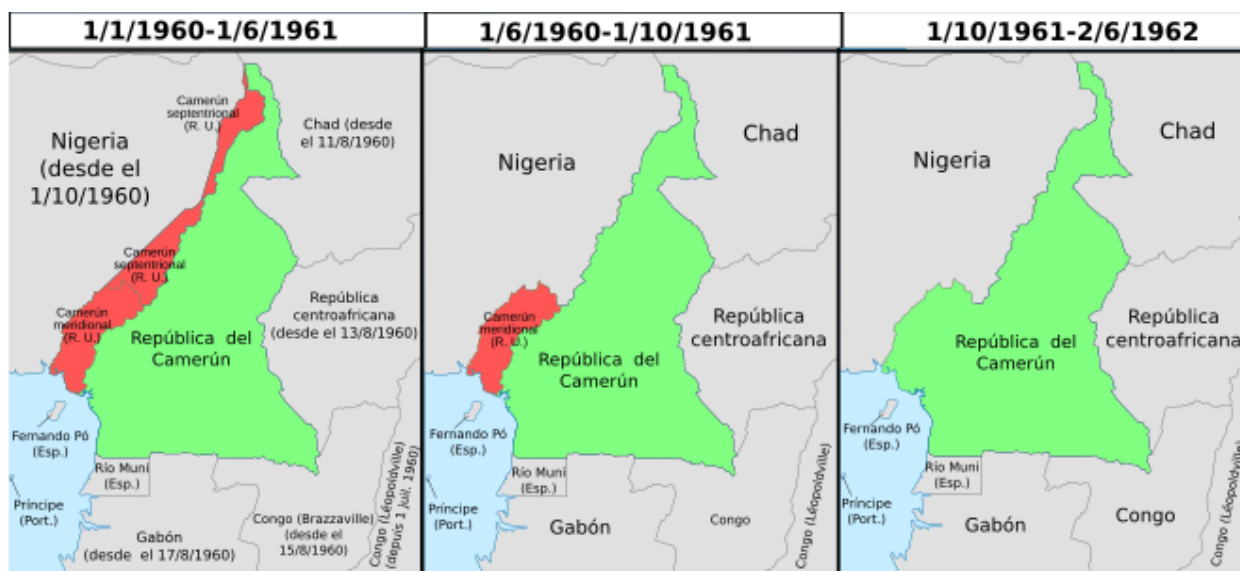 1/1/1960-1/6/1961
Camerún
septentrional
(R. U.)
Nigeria
(desde el
1/10/1960)
Chad (desde
el 11/8/1960)
Camerún
septentrional
(R. U.)
Camerún
meridional
(R. U.)
República del
Camerún
República
centroafricana
(desde el 13/8/1960)
Fernando Pó
(Esp.)
Río Muni
(Esp.)
Príncipe
(Port.)
Gabón
(desde el 17/8/1960)
Congo (Brazzaville)
(desde el
15/8/1960)
Congo (Léopoldville)
(depuis 1 juil. 1960)
1/6/1960-1/10/1961
Nigeria
Chad
Camerún
meridional
(R. U.)
República del
Camerún
República
centroafricana
Fernando Pó
(Esp.)
Río Muni
(Esp.)
Príncipe
(Port.)
Gabón
Congo
Congo (Léopoldville)
1/10/1961-2/6/1962
Nigeria
Chad
República del
Camerún
República
centroafricana
Fernando Pó
(Esp.)
Río Muni
(Esp.)
Príncipe
(Port.)
Gabón
Congo
Congo (Léopoldville)